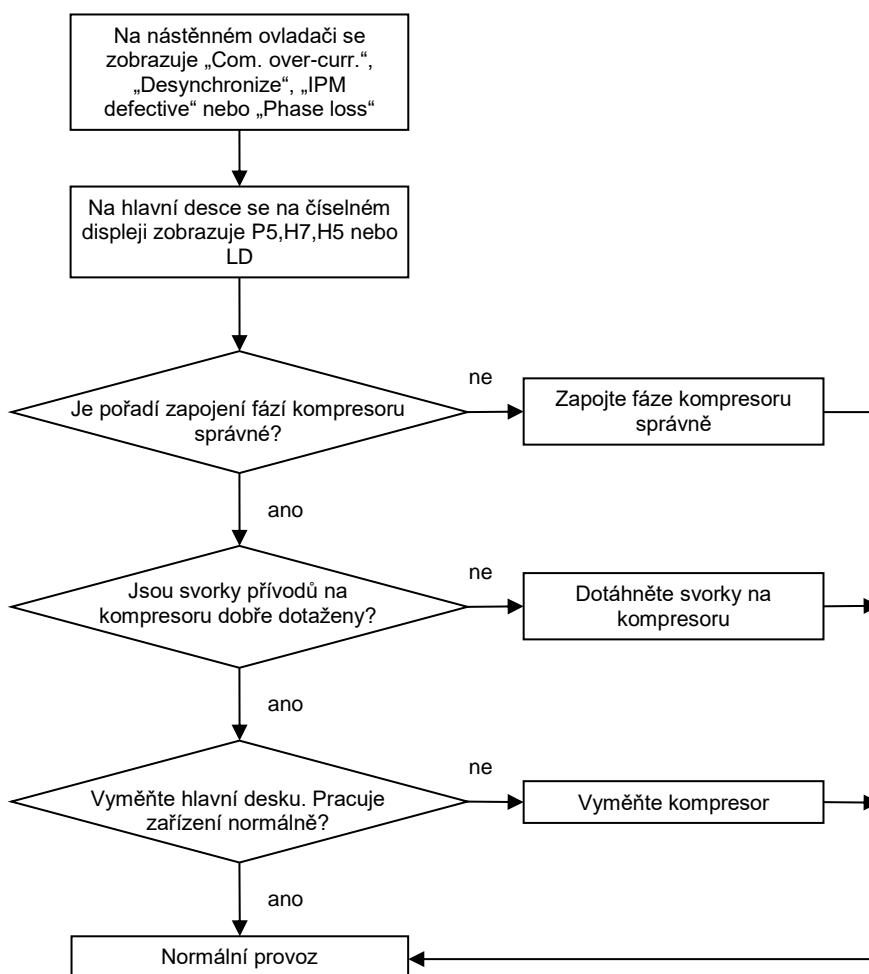 Na nástěnném ovladači se
zobrazuje „Com. over-curr.“,
„Desynchronize“, „IPM
defective“ nebo „Phase loss“
Na hlavní desce se na číselném
displeji zobrazuje P5,H7,H5 nebo
LD
Je pořadí zapojení fází kompresoru
správné?
ne
Zapojte fáze kompresoru
správně
ano
Jsou svorky přívodů na
kompresoru dobře dotaženy?
ne
Dotáhněte svorky na
kompresoru
ano
Vyměňte hlavní desku. Pracuje
zařízení normálně?
ne
Vyměňte kompresor
ano
Normální provoz